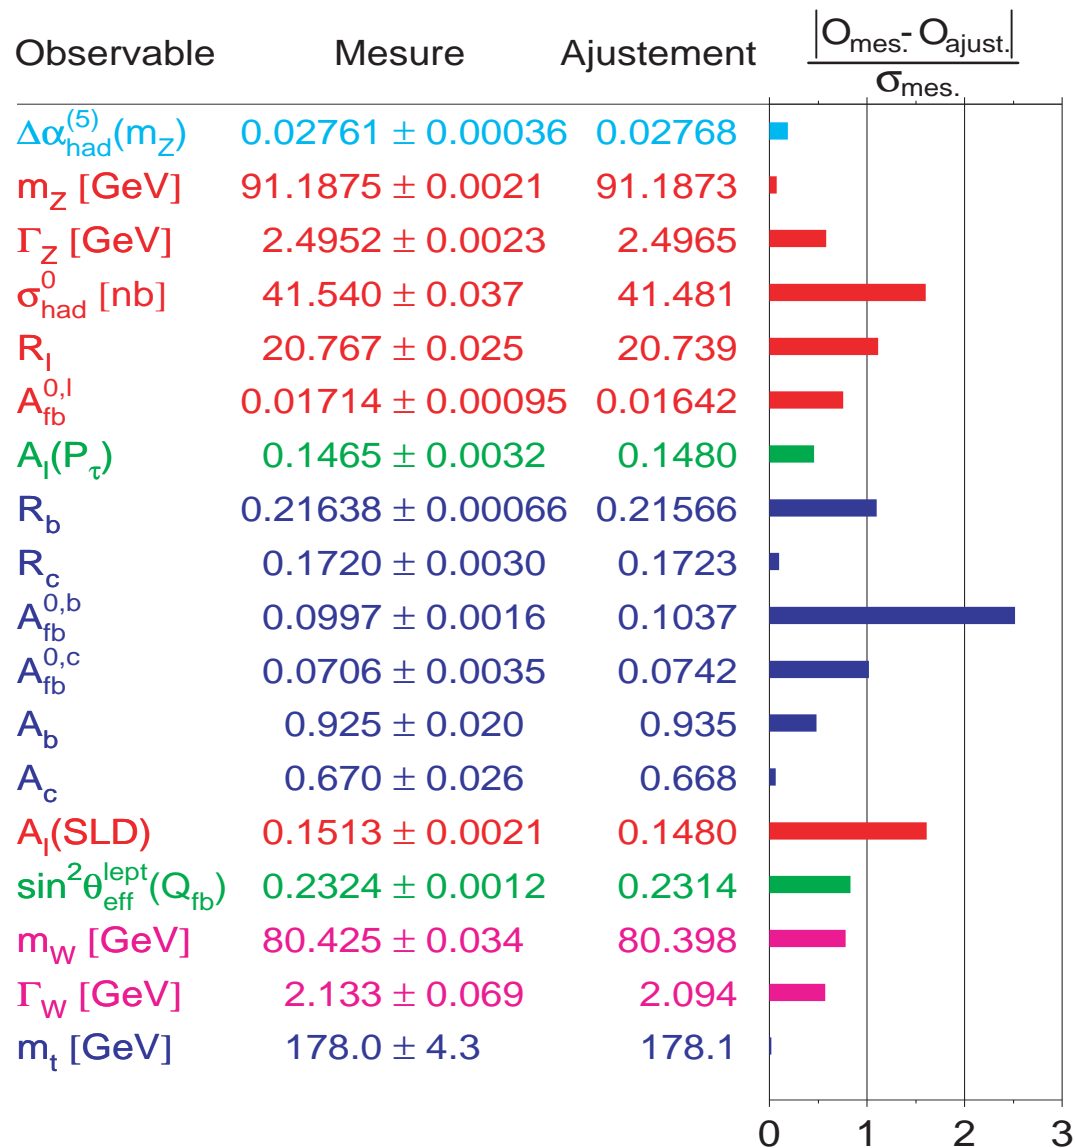 Observable Mesure Ajustement |O_mes. - O_ajust.| / σ_mes.
Δα_had^(5)(m_Z) 0.02761 ± 0.00036 0.02768
m_Z [GeV] 91.1875 ± 0.0021 91.1873
Γ_Z [GeV] 2.4952 ± 0.0023 2.4965
σ_had^0 [nb] 41.540 ± 0.037 41.481
R_l 20.767 ± 0.025 20.739
A_fb^0,l 0.01714 ± 0.00095 0.01642
A_l(P_τ) 0.1465 ± 0.0032 0.1480
R_b 0.21638 ± 0.00066 0.21566
R_c 0.1720 ± 0.0030 0.1723
A_fb^0,b 0.0997 ± 0.0016 0.1037
A_fb^0,c 0.0706 ± 0.0035 0.0742
A_b 0.925 ± 0.020 0.935
A_c 0.670 ± 0.026 0.668
A_l(SLD) 0.1513 ± 0.0021 0.1480
sin²θ_eff^lept(Q_fb) 0.2324 ± 0.0012 0.2314
m_W [GeV] 80.425 ± 0.034 80.398
Γ_W [GeV] 2.133 ± 0.069 2.094
m_t [GeV] 178.0 ± 4.3 178.1
0 1 2 3